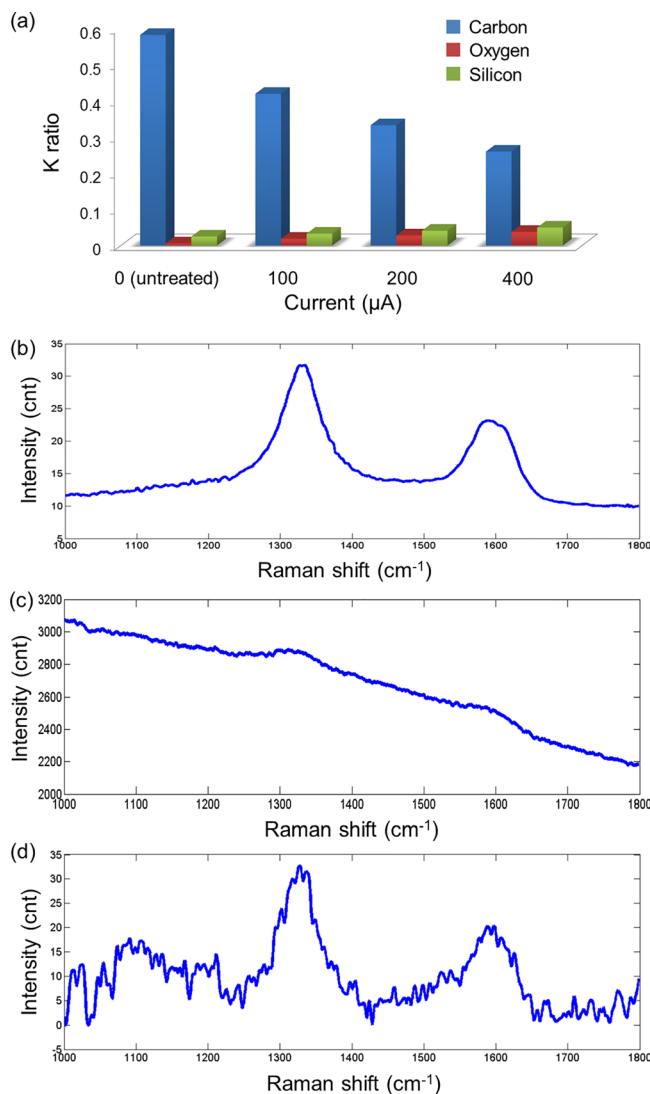 (a)
0.6
0.5
0.4
0.3
0.2
0.1
0
K ratio
Carbon
Oxygen
Silicon
0 (untreated) 100 200 400
Current (µA)
(b)
35
30
25
20
15
10
5
Intensity (cnt)
1000 1100 1200 1300 1400 1500 1600 1700 1800
Raman shift (cm⁻¹)
(c)
3200
3000
2800
2600
2400
2200
2000
Intensity (cnt)
1000 1100 1200 1300 1400 1500 1600 1700 1800
Raman shift (cm⁻¹)
(d)
35
30
25
20
15
10
5
0
-5
Intensity (cnt)
1000 1100 1200 1300 1400 1500 1600 1700 1800
Raman shift (cm⁻¹)